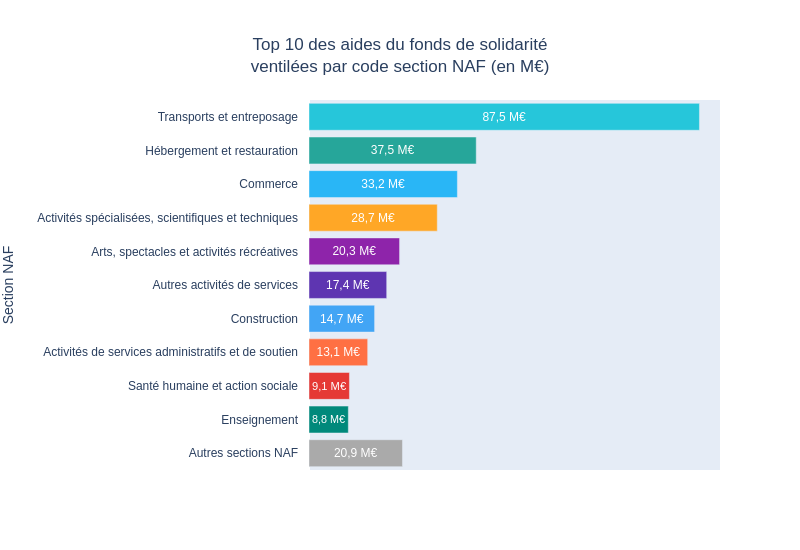 Top 10 des aides du fonds de solidarité
ventilées par code section NAF (en M€)
Section NAF
Transports et entreposage 87,5 M€
Hébergement et restauration 37,5 M€
Commerce 33,2 M€
Activités spécialisées, scientifiques et techniques 28,7 M€
Arts, spectacles et activités récréatives 20,3 M€
Autres activités de services 17,4 M€
Construction 14,7 M€
Activités de services administratifs et de soutien 13,1 M€
Santé humaine et action sociale 9,1 M€
Enseignement 8,8 M€
Autres sections NAF 20,9 M€